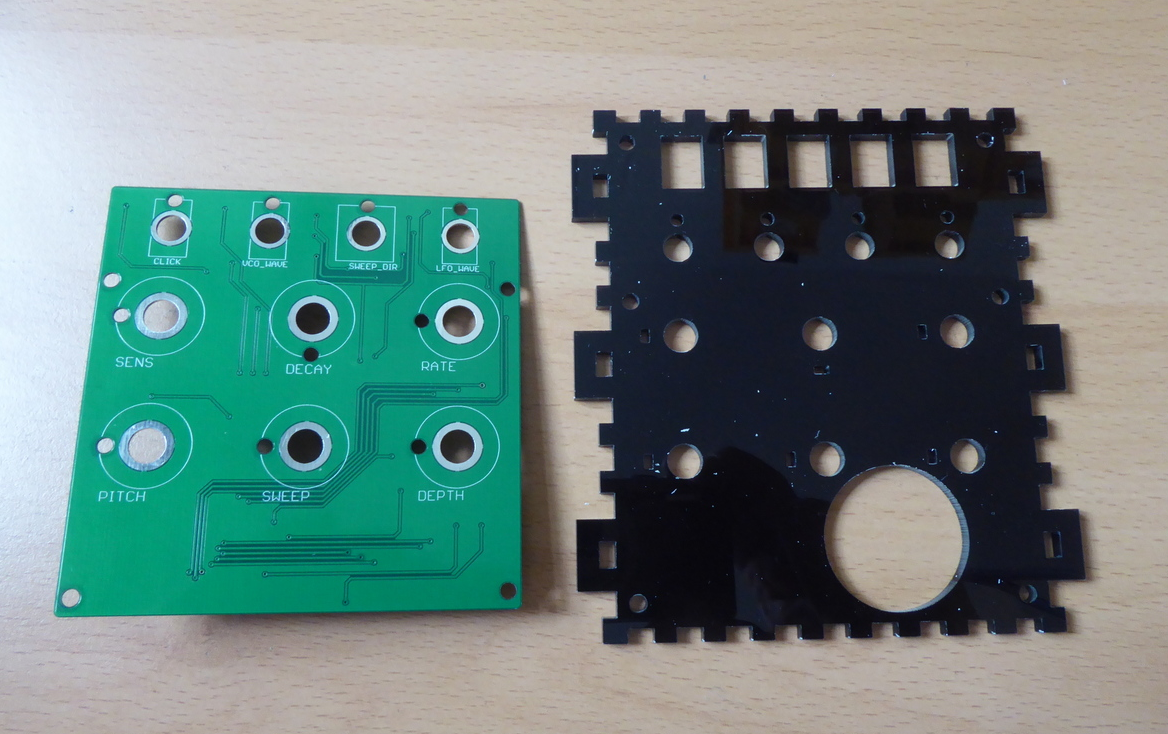 CLICK
VCO_WAVE
SWEEP_DIR
LFO_WAVE
SENS
DECAY
RATE
PITCH
SWEEP
DEPTH